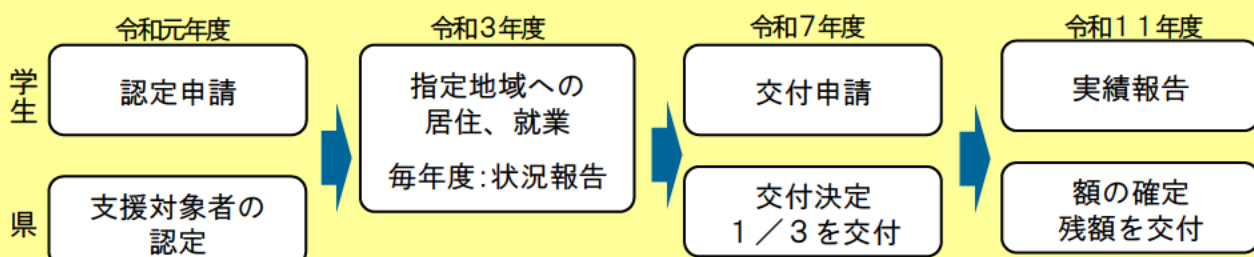 令和元年度
令和3年度
令和7年度
令和11年度
学生
認定申請
指定地域への
居住、就業
毎年度:状況報告
交付申請
実績報告
県
支援対象者の
認定
交付決定
1/3を交付
額の確定
残額を交付